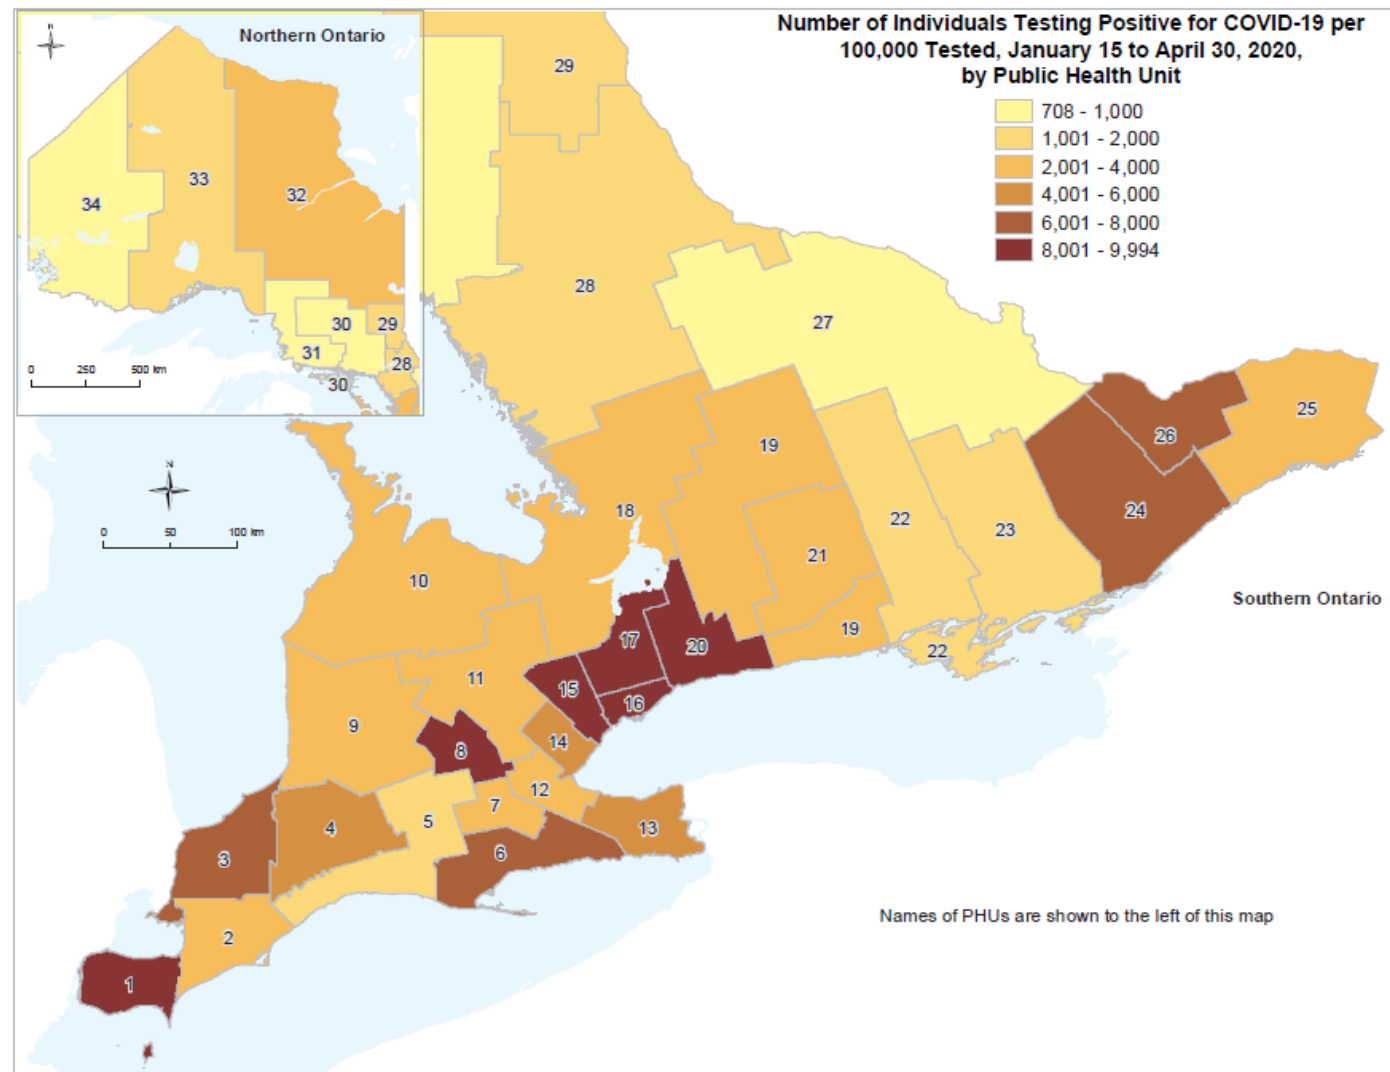 Number of Individuals Testing Positive for COVID-19 per
100,000 Tested, January 15 to April 30, 2020,
by Public Health Unit
708 - 1,000
1,001 - 2,000
2,001 - 4,000
4,001 - 6,000
6,001 - 8,000
8,001 - 9,994
N
Northern Ontario
34
33
32
30
29
31
28
30
0 250 500 km
29
28
27
25
26
24
19
22
23
18
21
10
19
17
20
22
Southern Ontario
11
15
16
9
14
8
12
7
5
4
13
6
3
2
1
N
0 50 100 km
Names of PHUs are shown to the left of this map